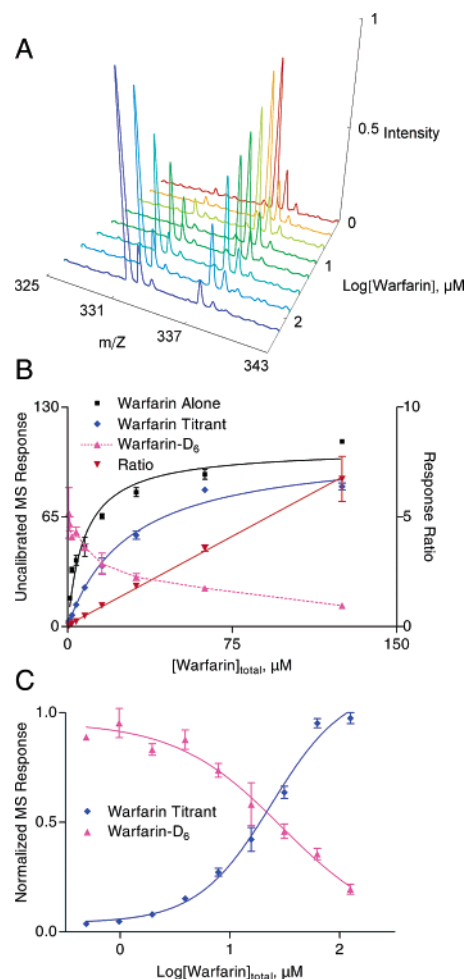 A
1
0.5
Intensity
0
1
Log[Warfarin], μM
2
325
331
337
343
m/Z
B
130
65
0
Uncalibrated MS Response
Warfarin Alone
Warfarin Titrant
Warfarin-D6
Ratio
10
5
0
Response Ratio
0
75
150
[Warfarin]total, μM
C
1.0
0.5
0.0
Normalized MS Response
Warfarin Titrant
Warfarin-D6
0
1
2
Log[Warfarin]total, μM